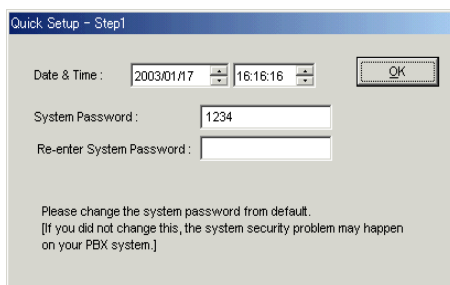 Quick Setup - Step1
Date & Time : 2003/01/17 16:16:16 OK
System Password : 1234
Re-enter System Password :
Please change the system password from default.
[If you did not change this, the system security problem may happen
on your PBX system.]